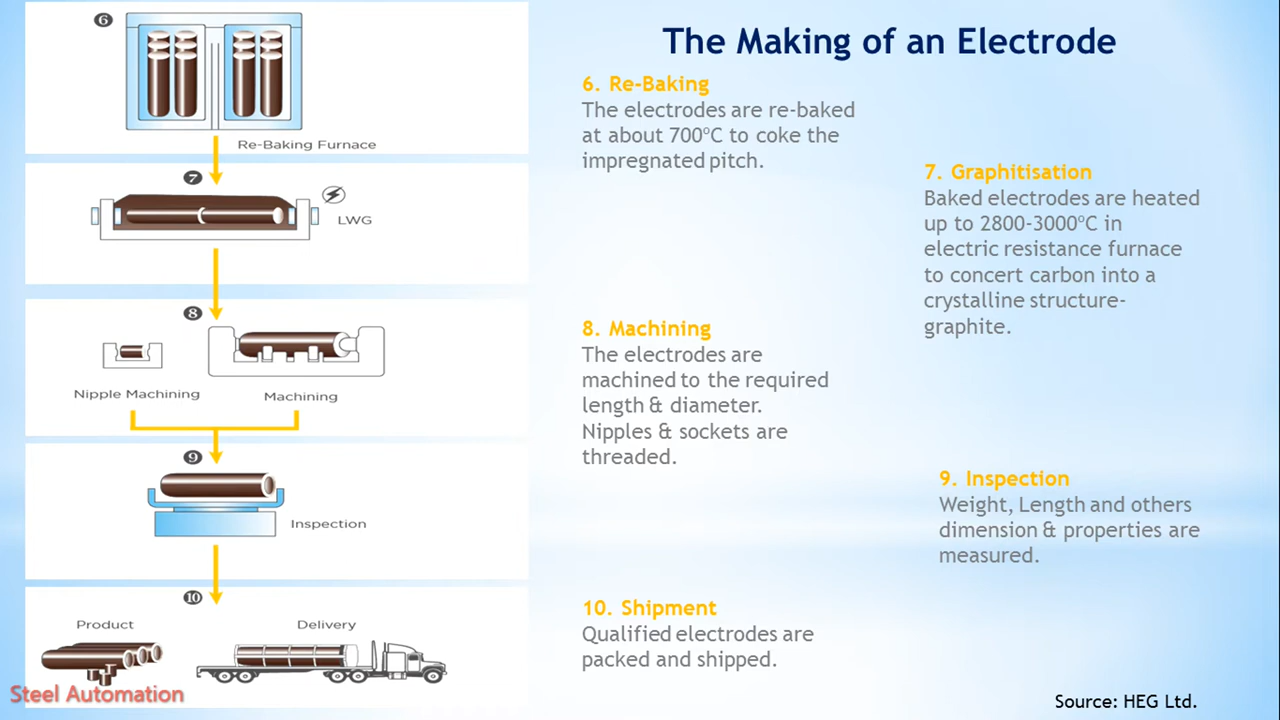 The Making of an Electrode
6
Re-Baking Furnace
7
LWG
8
Nipple Machining
Machining
9
Inspection
10
Product
Delivery
Steel Automation
6. Re-Baking
The electrodes are re-baked
at about 700°C to coke the
impregnated pitch.
7. Graphitisation
Baked electrodes are heated
up to 2800-3000°C in
electric resistance furnace
to concert carbon into a
crystalline structure-
graphite.
8. Machining
The electrodes are
machined to the required
length & diameter.
Nipples & sockets are
threaded.
9. Inspection
Weight, Length and others
dimension & properties are
measured.
10. Shipment
Qualified electrodes are
packed and shipped.
Source: HEG Ltd.